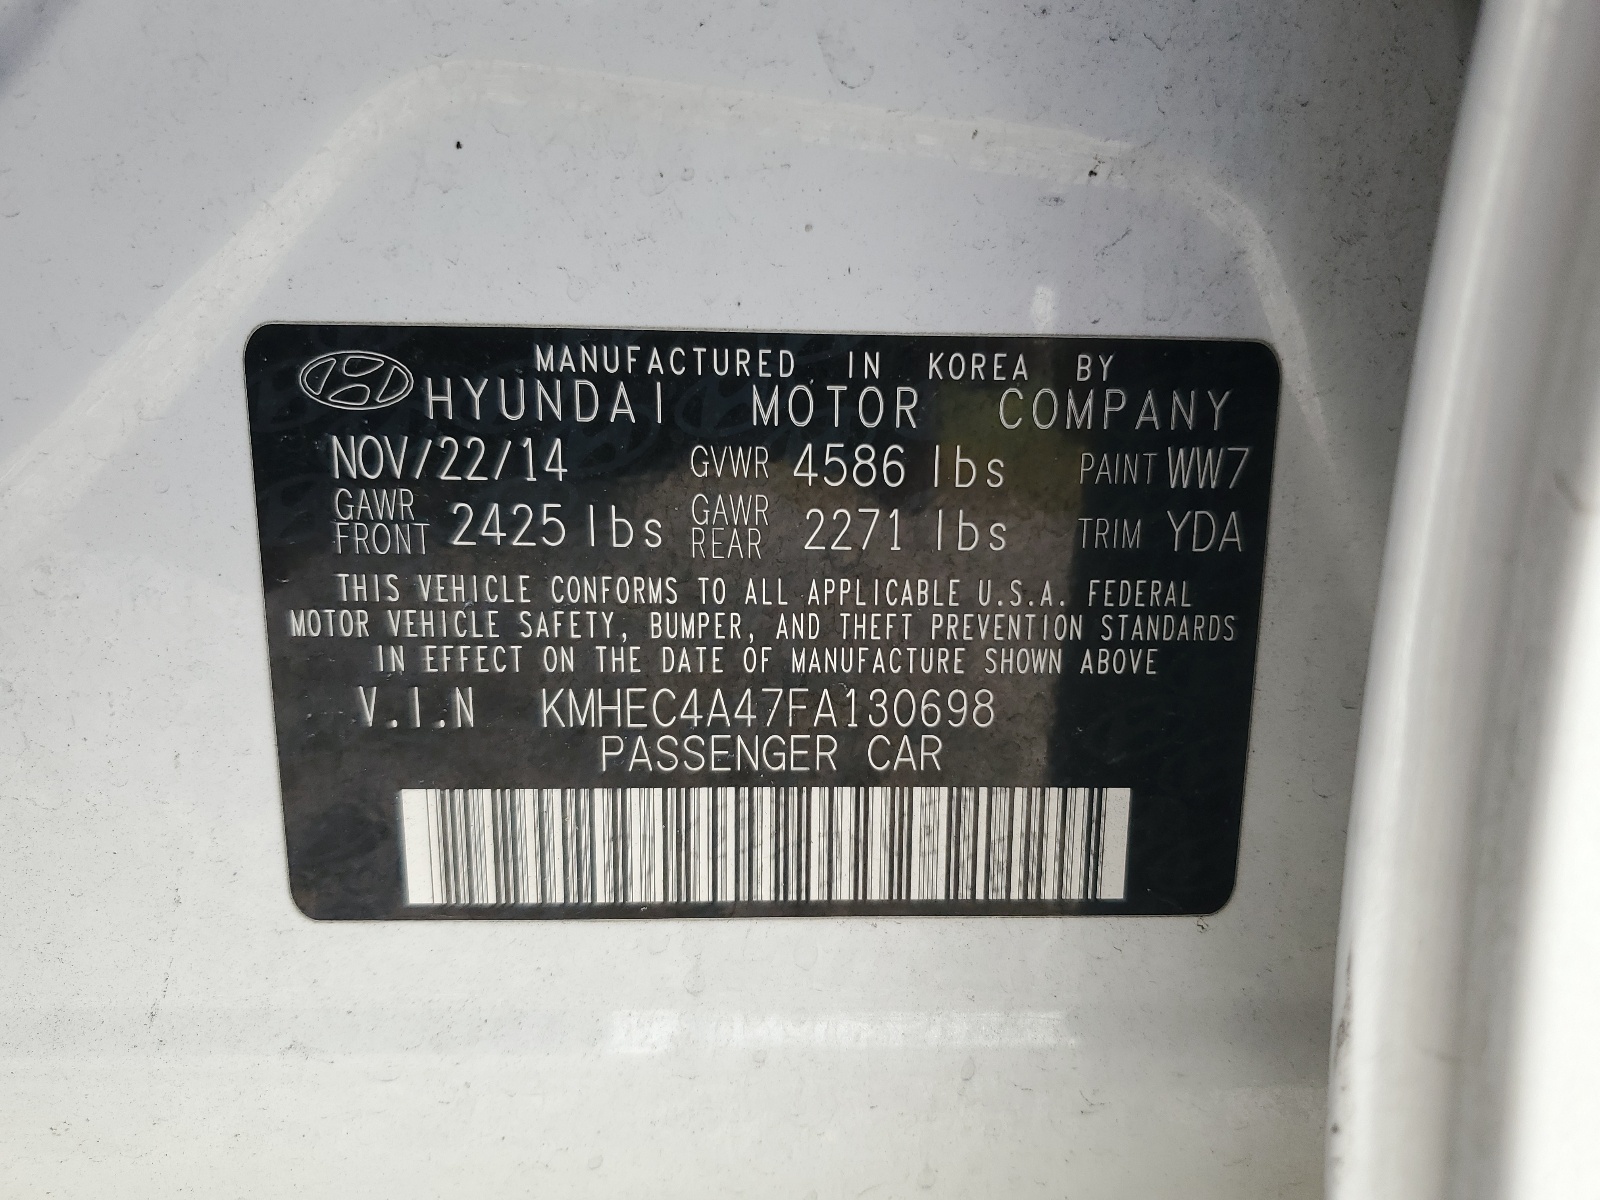 MANUFACTURED IN KOREA BY
HYUNDAI MOTOR COMPANY
NOV/22/14 GVWR 4586 lbs PAINT WW7
GAWR FRONT 2425 lbs GAWR REAR 2271 lbs TRIM YDA
THIS VEHICLE CONFORMS TO ALL APPLICABLE U.S.A. FEDERAL
MOTOR VEHICLE SAFETY, BUMPER, AND THEFT PREVENTION STANDARDS
IN EFFECT ON THE DATE OF MANUFACTURE SHOWN ABOVE
V.I.N KMHEC4A47FA130698
PASSENGER CAR